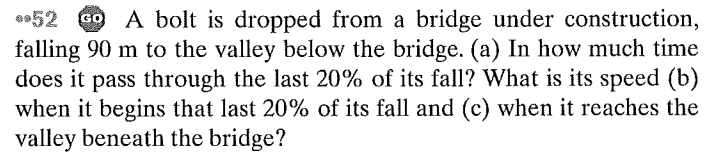 ••52 GO A bolt is dropped from a bridge under construction,
falling 90 m to the valley below the bridge. (a) In how much time
does it pass through the last 20% of its fall? What is its speed (b)
when it begins that last 20% of its fall and (c) when it reaches the
valley beneath the bridge?